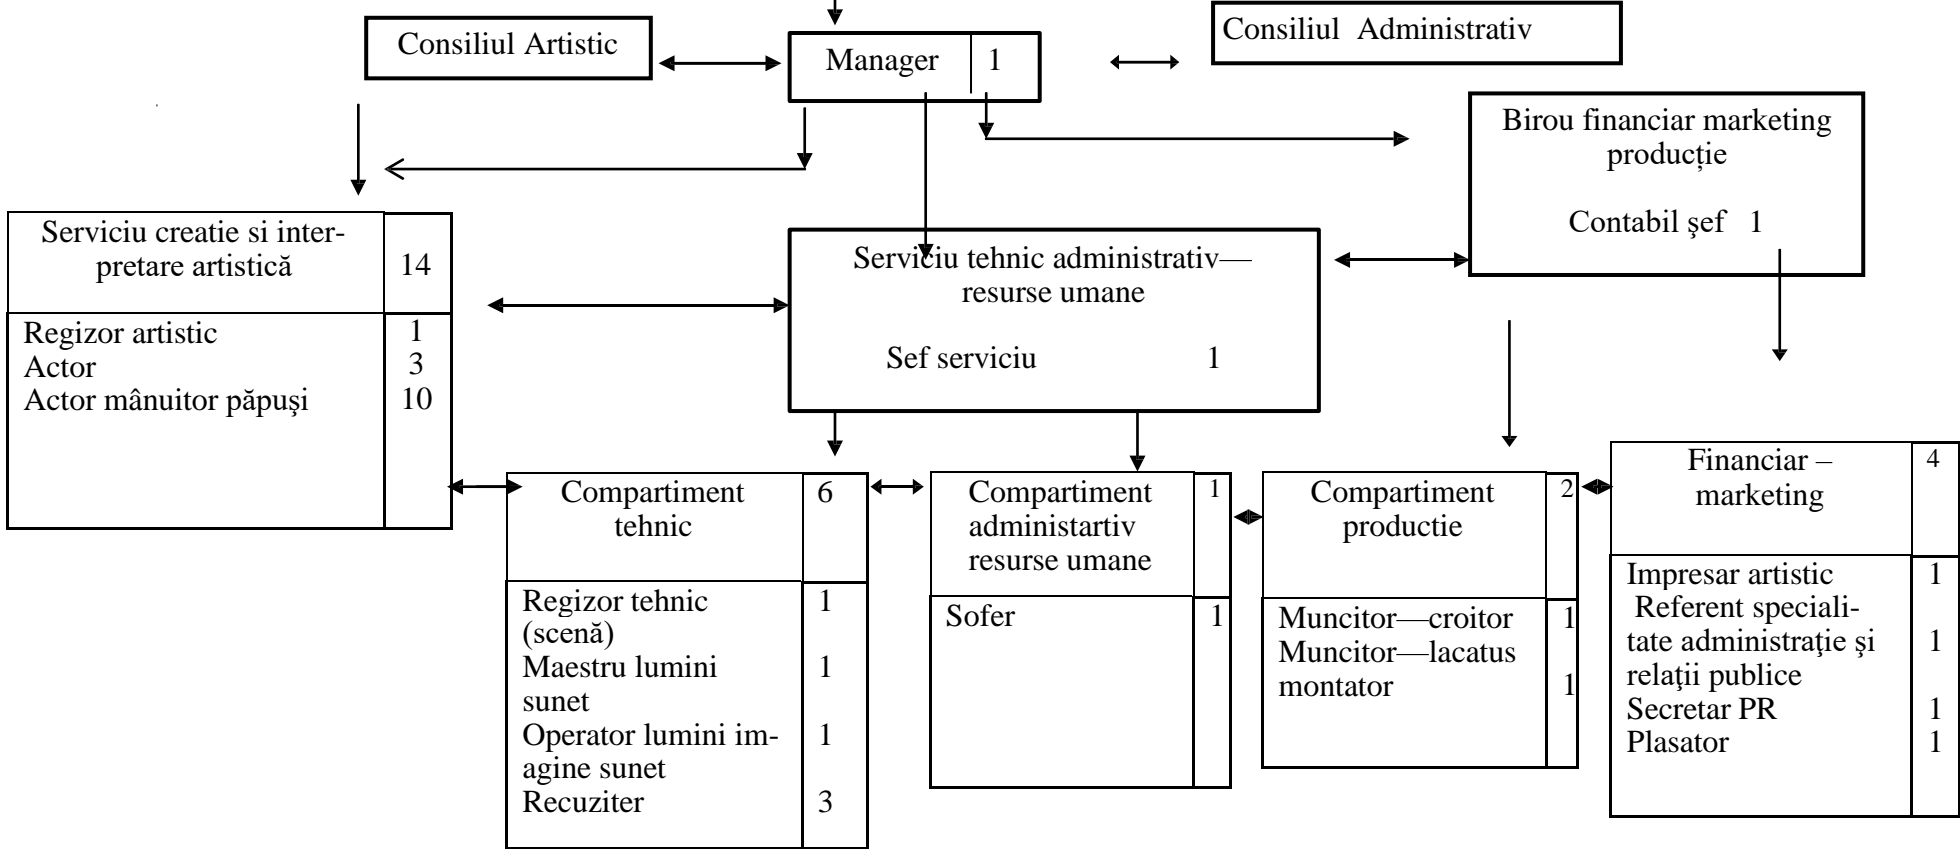 Consiliul Artistic
Manager 1
Consiliul Administrativ
Birou financiar marketing
producție
Contabil şef 1
Serviciu creatie si inter-
pretare artistică
14
Regizor artistic 1
Actor 3
Actor mânuitor păpuşi 10
Serviciu tehnic administrativ—
resurse umane
Sef serviciu 1
Compartiment 6
tehnic
Regizor tehnic 1
(scenă)
Maestru lumini 1
sunet
Operator lumini im- 1
agine sunet
Recuziter 3
Compartiment 1
administartiv
resurse umane
Sofer 1
Compartiment 2
productie
Muncitor—croitor 1
Muncitor—lacatus
montator 1
Financiar – 4
marketing
Impresar artistic 1
Referent speciali-
tate administraţie şi 1
relaţii publice
Secretar PR 1
Plasator 1